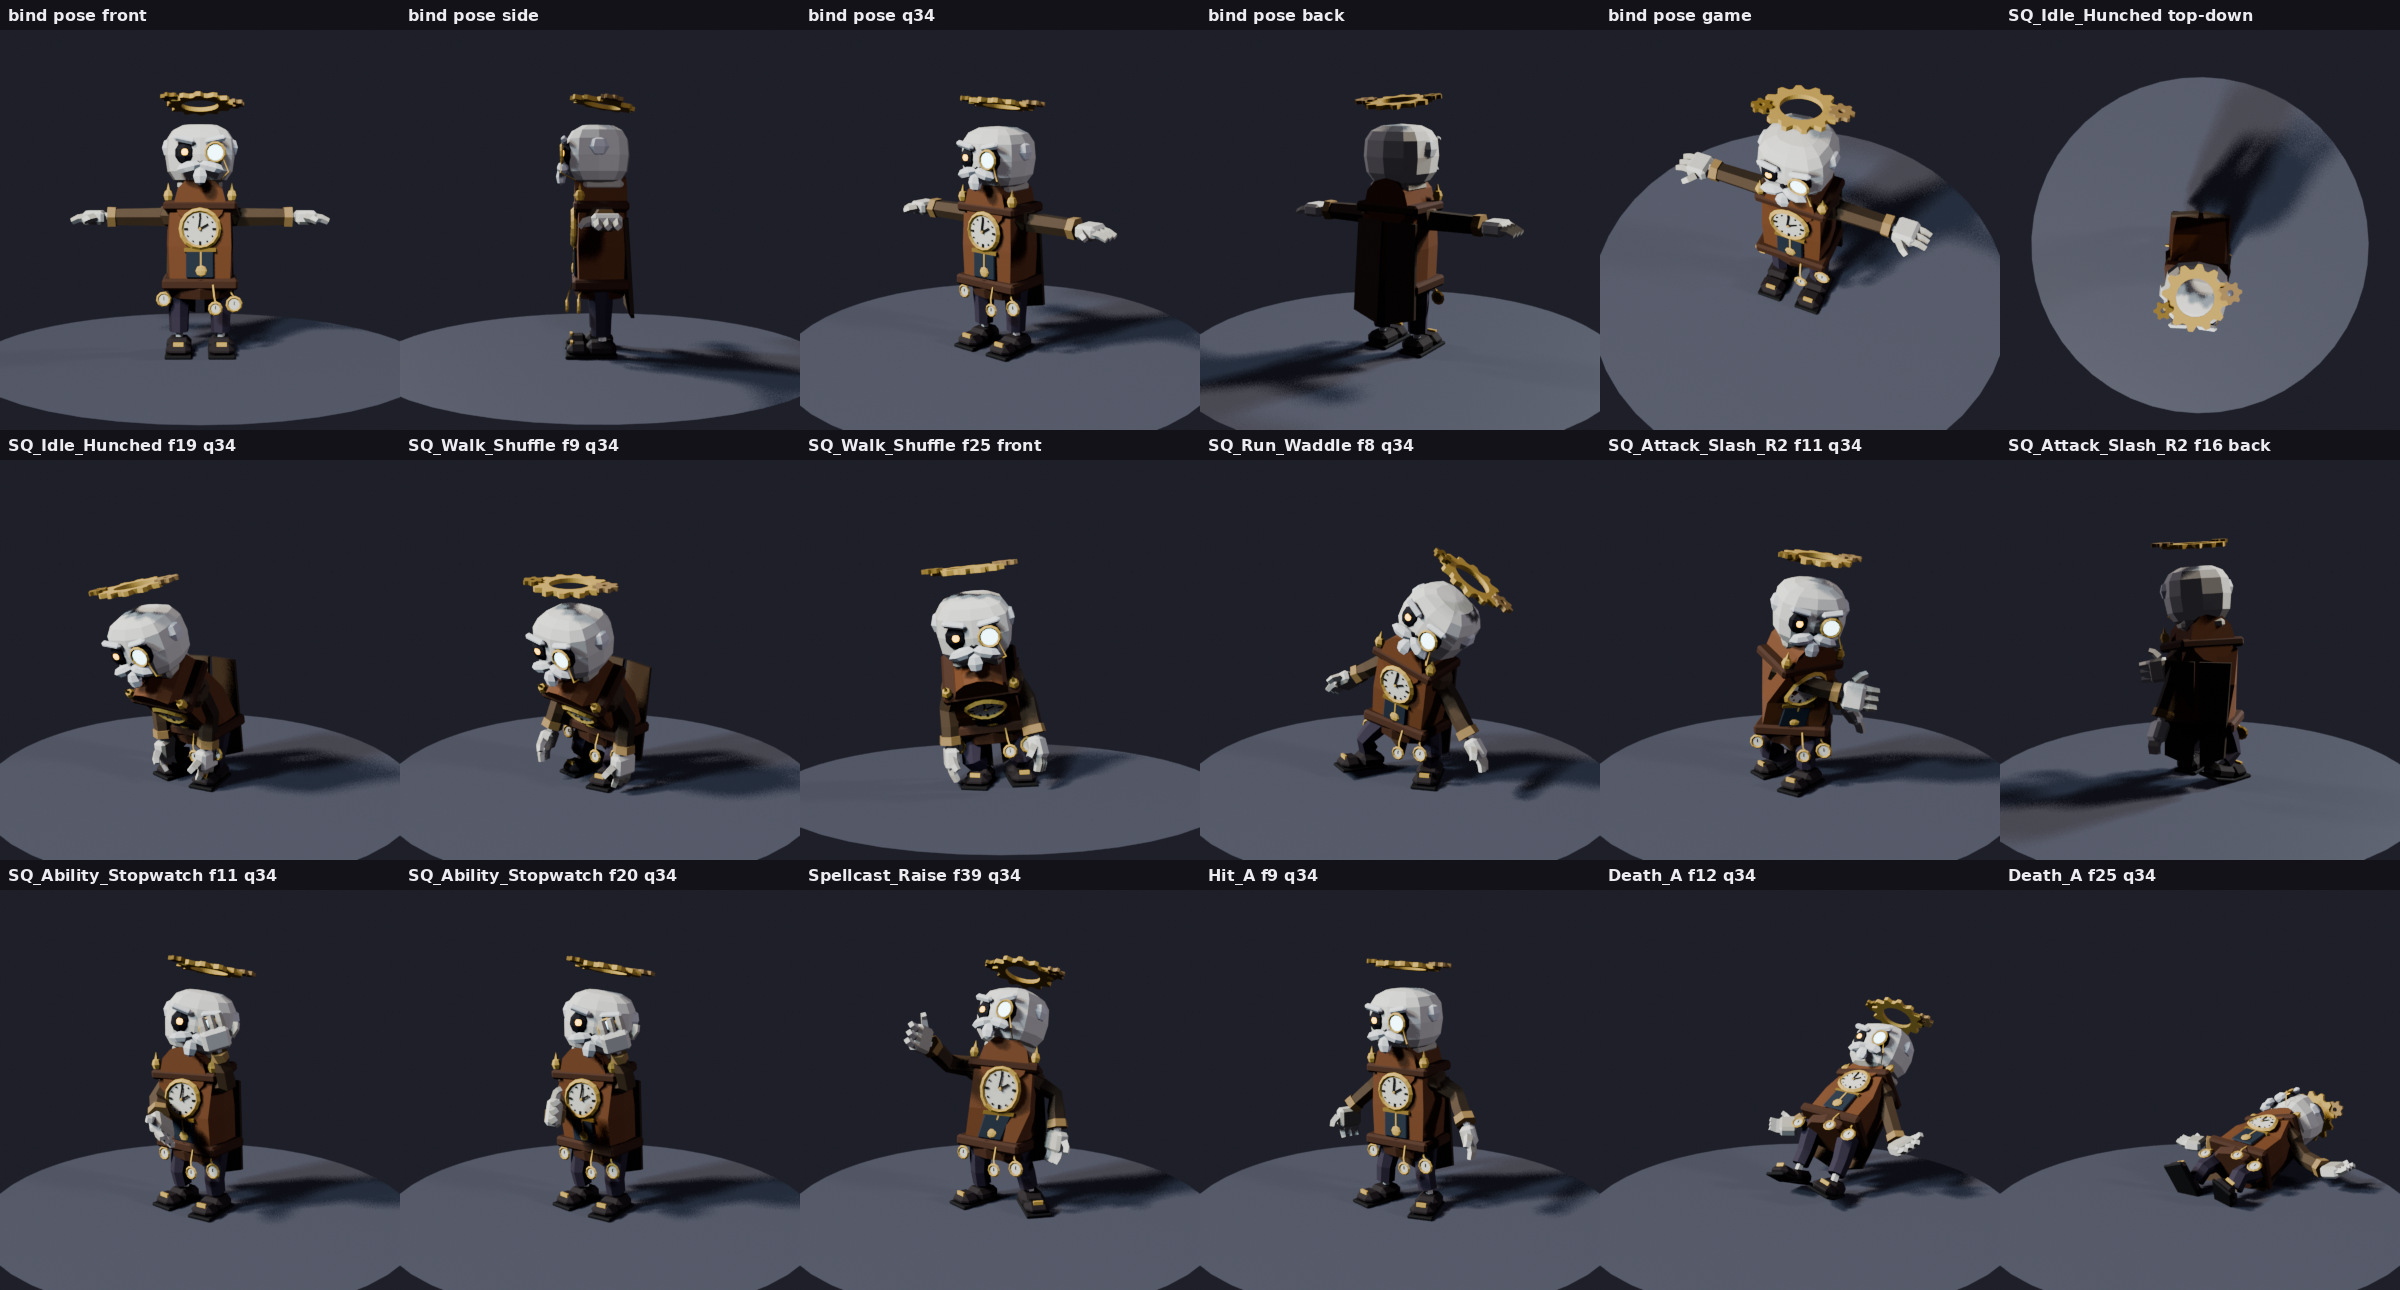 bind pose front
bind pose side
bind pose q34
bind pose back
bind pose game
SQ_Idle_Hunched top-down
SQ_Idle_Hunched f19 q34
SQ_Walk_Shuffle f9 q34
SQ_Walk_Shuffle f25 front
SQ_Run_Waddle f8 q34
SQ_Attack_Slash_R2 f11 q34
SQ_Attack_Slash_R2 f16 back
SQ_Ability_Stopwatch f11 q34
SQ_Ability_Stopwatch f20 q34
Spellcast_Raise f39 q34
Hit_A f9 q34
Death_A f12 q34
Death_A f25 q34